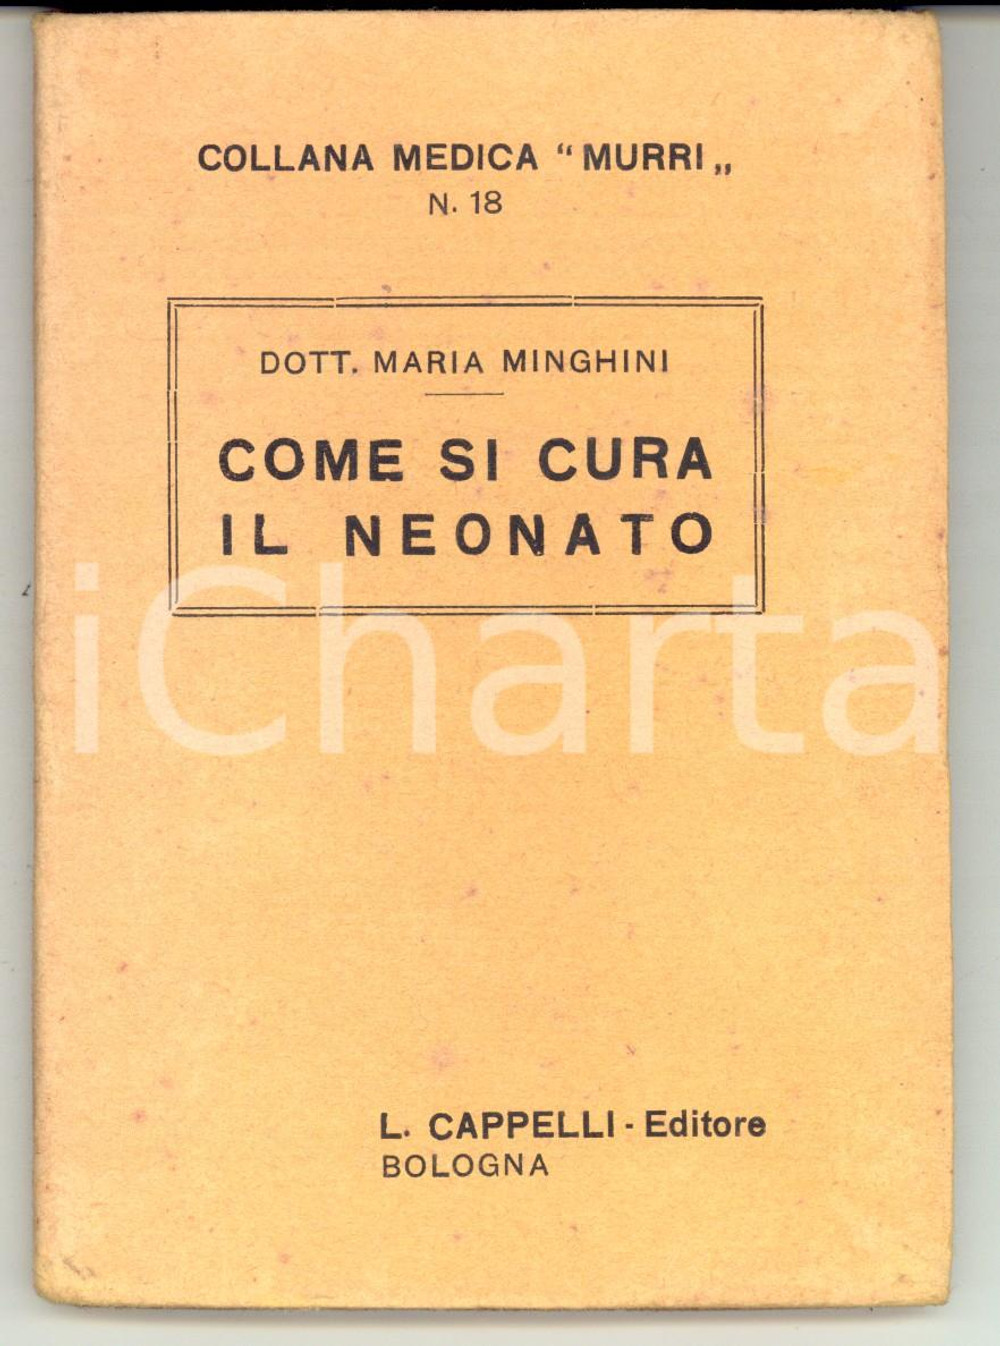 COLLANA MEDICA “ MURRI „
N. 18
DOTT. MARIA MINGHINI
COME SI CURA
IL NEONATO
iCharta
L. CAPPELLI - Editore
BOLOGNA